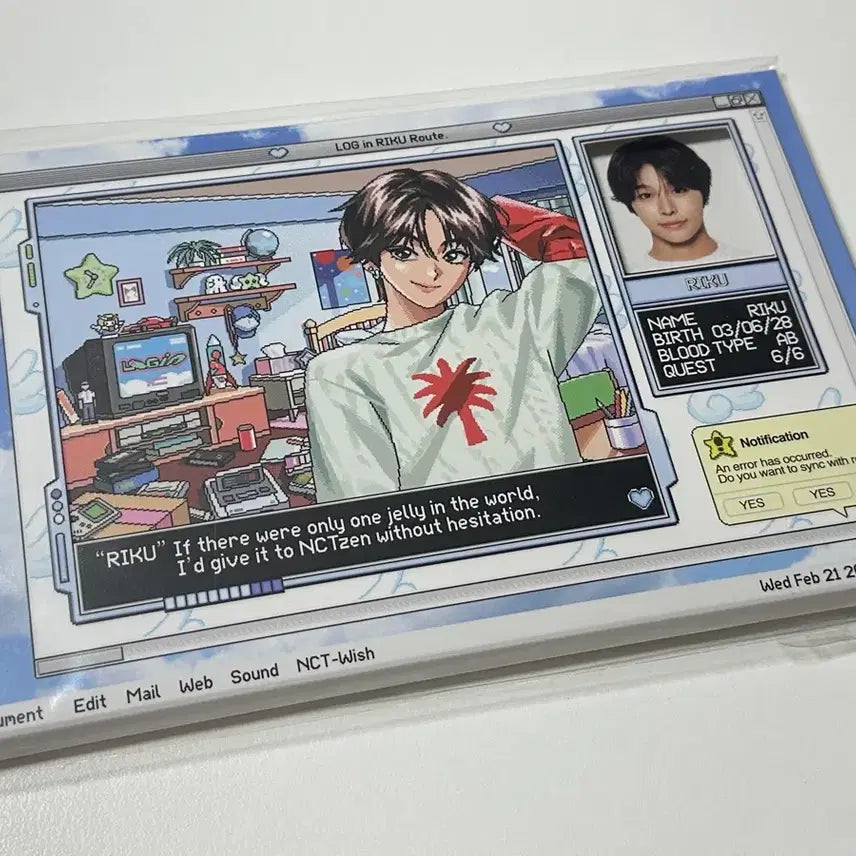 LOG in RIKU Route.
LOG in
RIKU
NAME RIKU
BIRTH 03/06/28
BLOOD TYPE AB
QUEST 6/6
Notification
An error has occurred.
Do you want to sync with
YES YES
“RIKU” If there were only one jelly in the world,
I'd give it to NCTzen without hesitation.
Wed Feb 21
Edit Mail Web Sound NCT-Wish